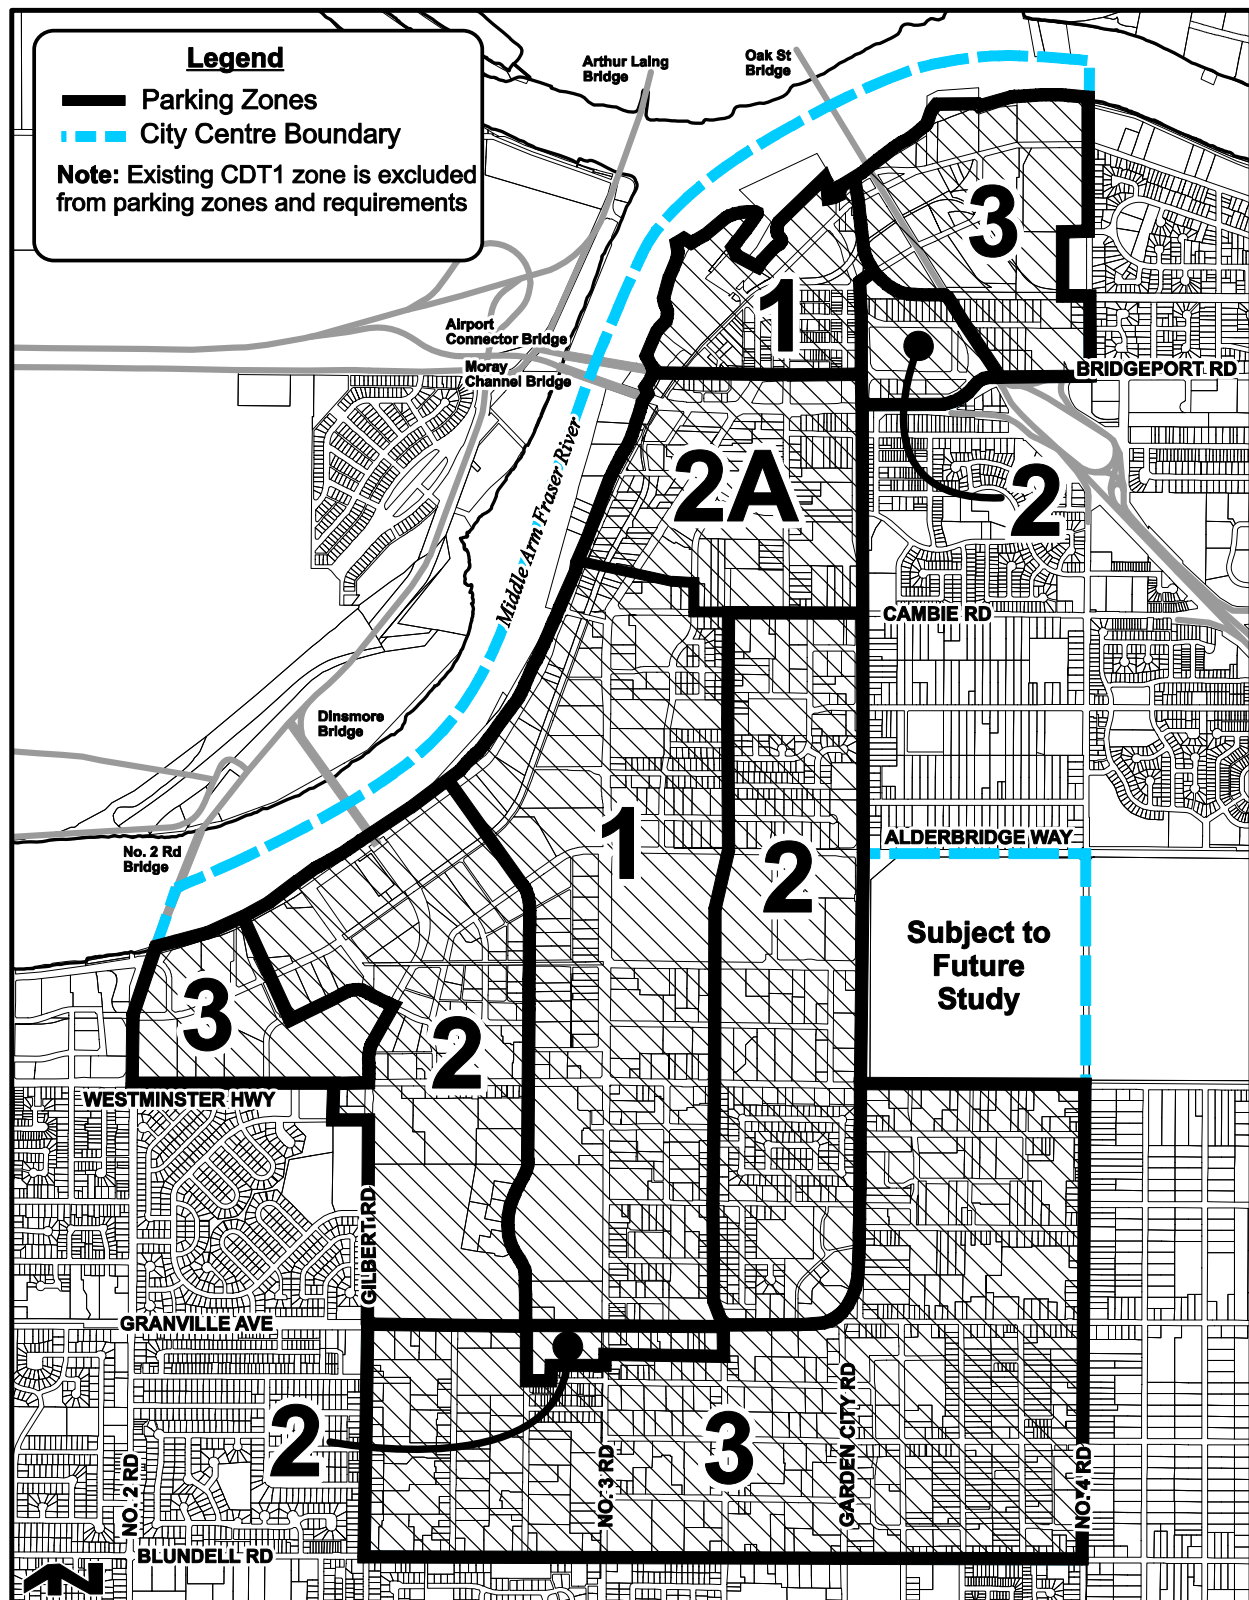 Legend
Parking Zones
City Centre Boundary
Note: Existing CDT1 zone is excluded
from parking zones and requirements
Arthur Laing
Bridge
Oak St
Bridge
3
1
Airport
Connector Bridge
Moray
Channel Bridge
BRIDGEPORT RD
Middle Arm Fraser River
2A
2
CAMBIE RD
Dinsmore
Bridge
1
ALDERBRIDGE WAY
No. 2 Rd
Bridge
2
Subject to
Future
Study
3
2
WESTMINSTER HWY
GILBERT RD
GRANVILLE AVE
2
3
NO. 2 RD
NO. 3 RD
GARDEN CITY RD
NO. 4 RD
BLUNDELL RD
Z